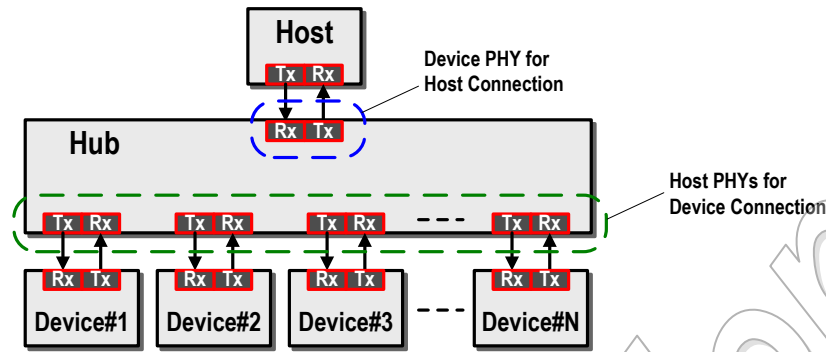 Host
Tx Rx
Device PHY for
Host Connection
Rx Tx
Hub
Host PHYs for
Device Connection
Tx Rx Tx Rx Tx Rx Tx Rx
Rx Tx Rx Tx Rx Tx Rx Tx
Device#1 Device#2 Device#3 Device#N